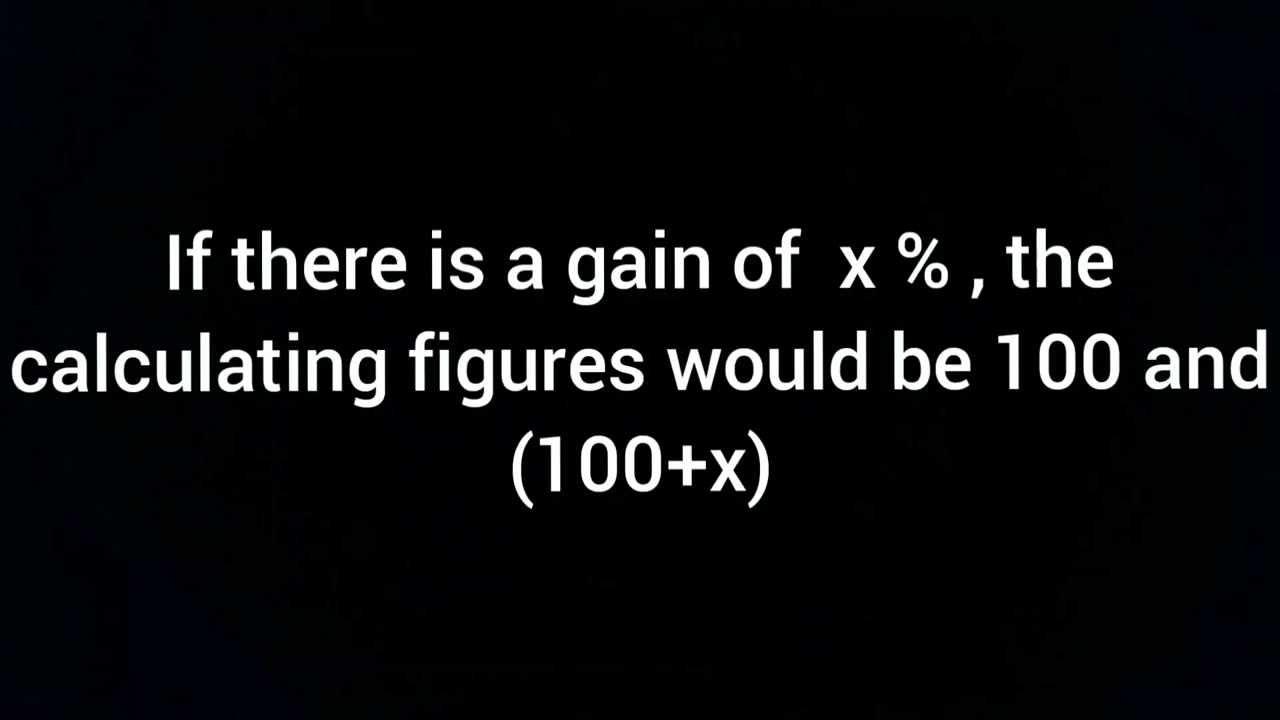 If there is a gain of x % , the
calculating figures would be 100 and
(100+x)